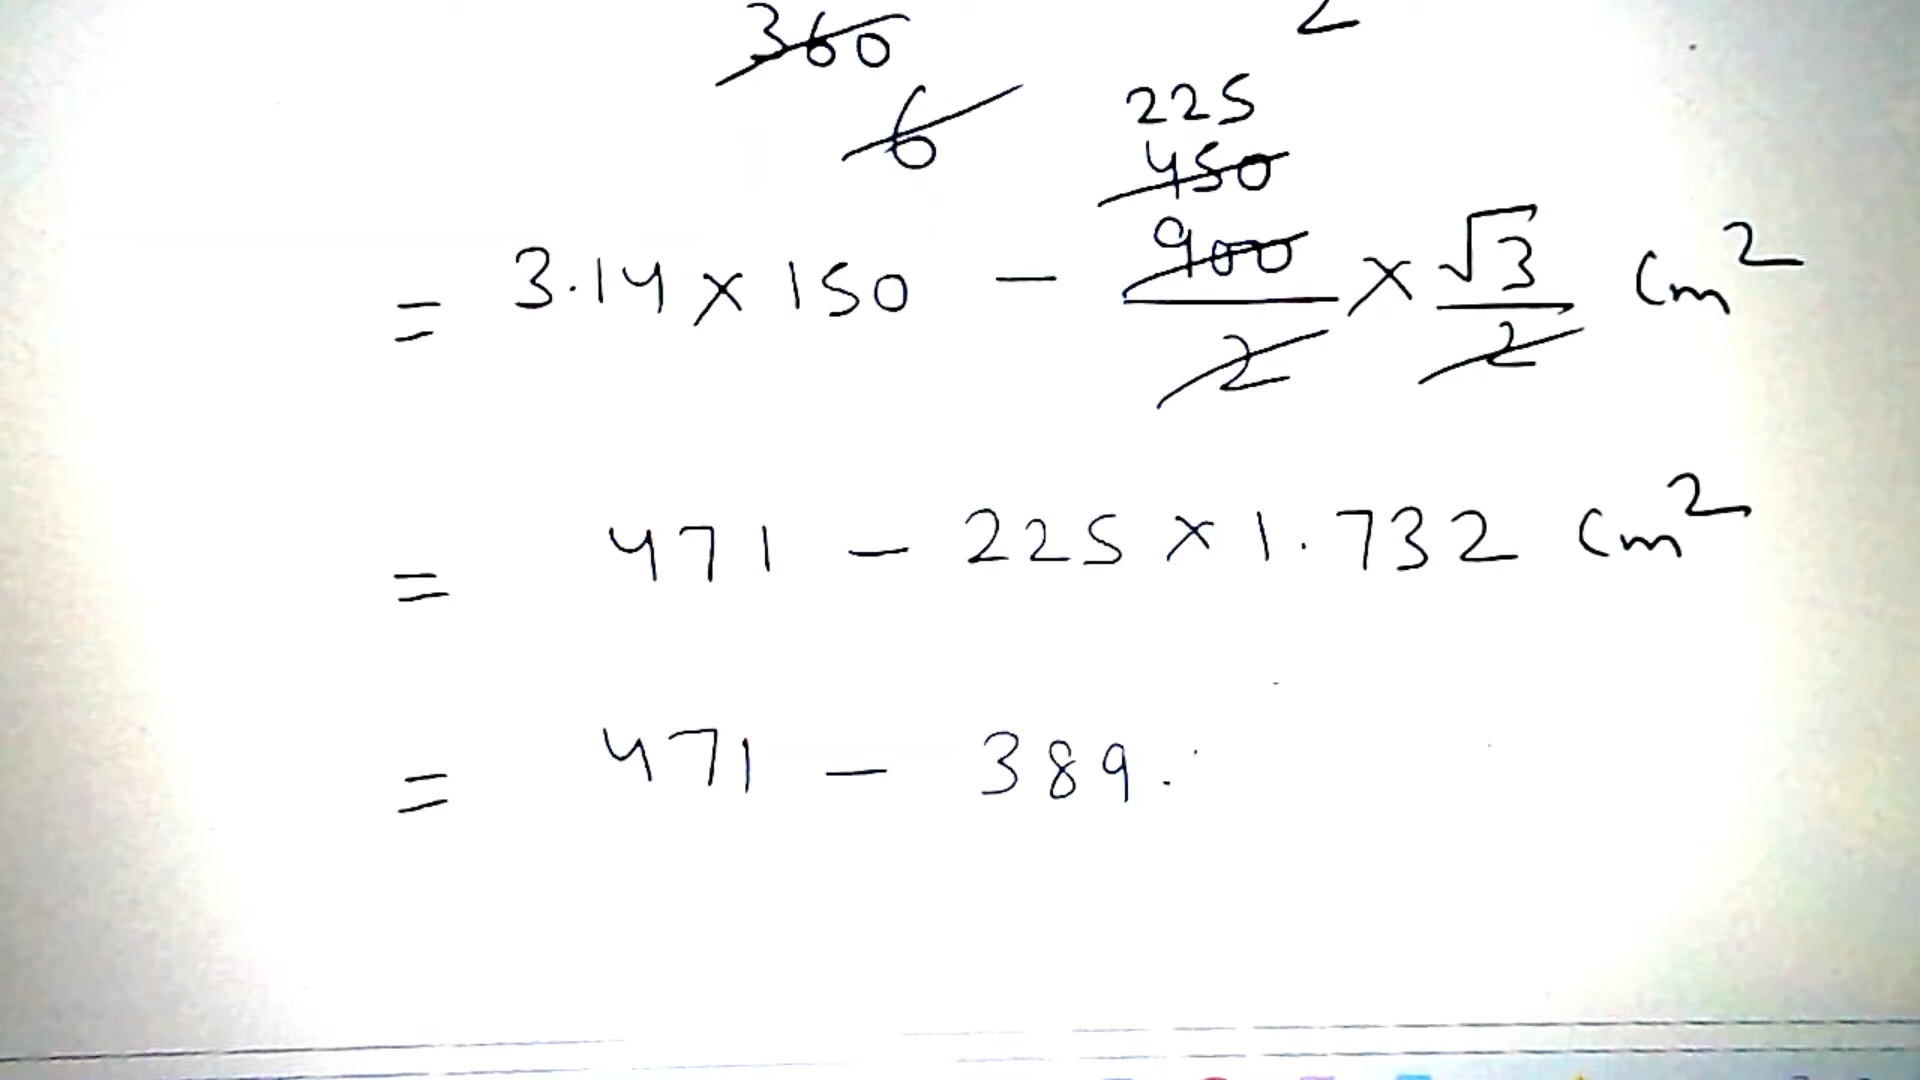 360 2
6 225
450
= 3.14 × 150 − 900/2 × √3/2 cm²
= 471 − 225 × 1.732 cm²
= 471 − 389.